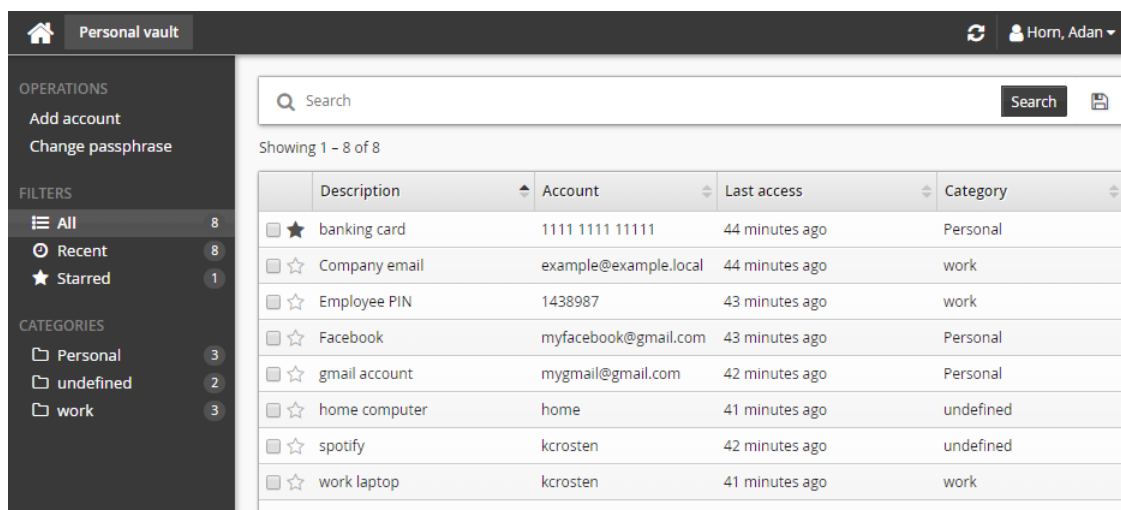 Personal vault
Horn, Adan
OPERATIONS
Add account
Change passphrase
FILTERS
All 8
Recent 8
Starred 1
CATEGORIES
Personal 3
undefined 2
work 3
Search Search
Showing 1 – 8 of 8
Description Account Last access Category
banking card 1111 1111 11111 44 minutes ago Personal
Company email example@example.local 44 minutes ago work
Employee PIN 1438987 43 minutes ago work
Facebook myfacebook@gmail.com 43 minutes ago Personal
gmail account mygmail@gmail.com 42 minutes ago Personal
home computer home 41 minutes ago undefined
spotify kcrosten 42 minutes ago undefined
work laptop kcrosten 41 minutes ago work